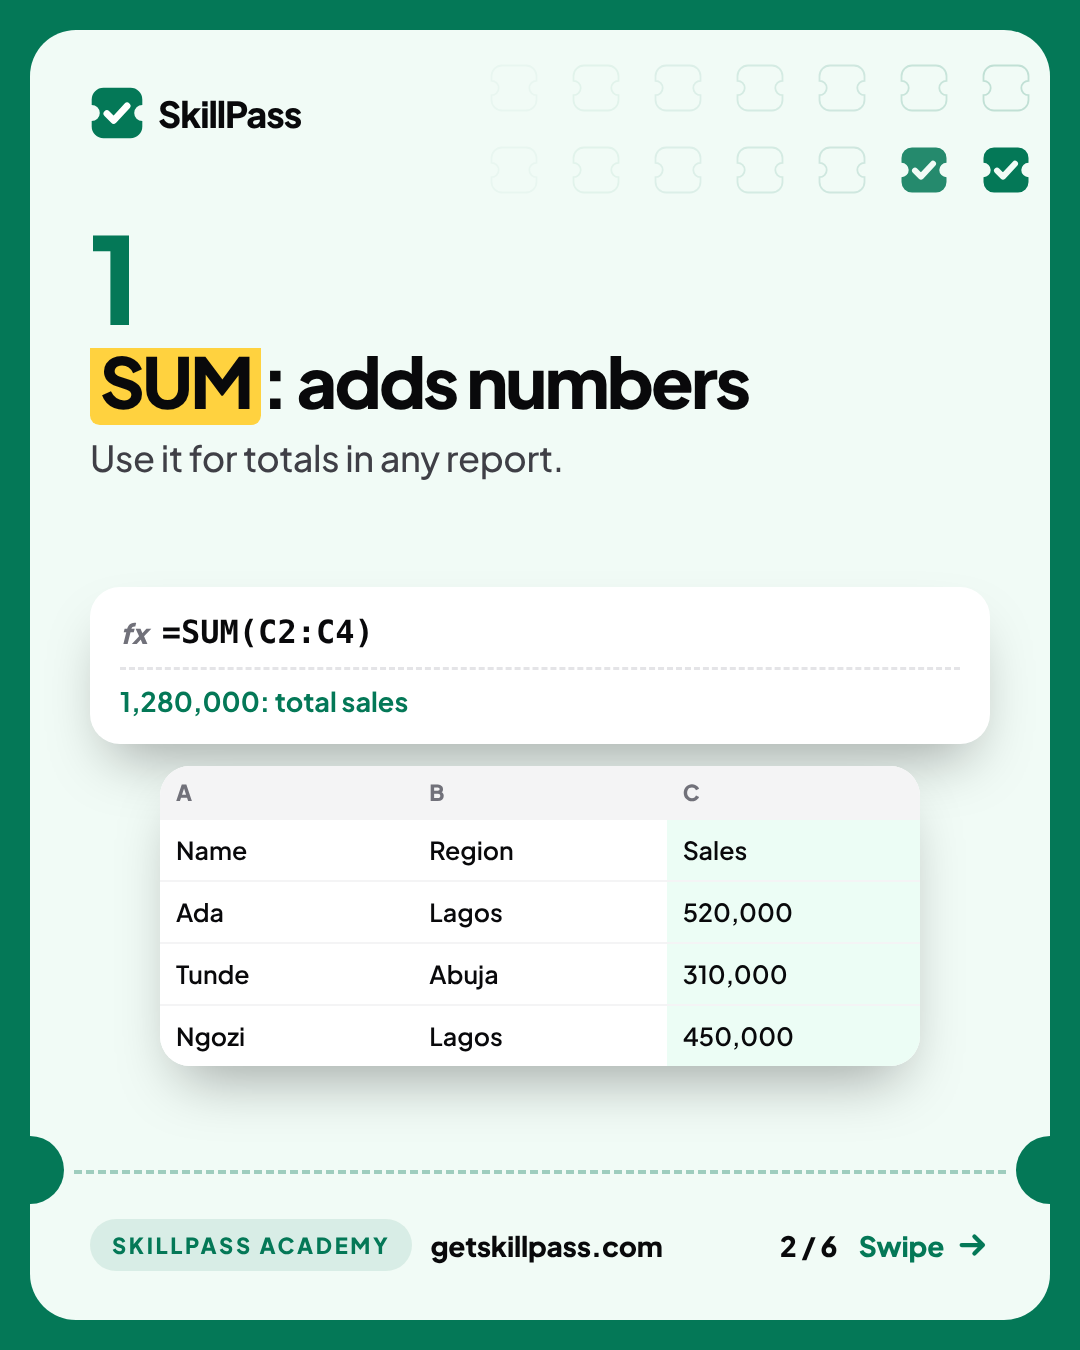 SkillPass
1
SUM: adds numbers
Use it for totals in any report.
fx =SUM(C2:C4)
1,280,000: total sales
A B C
Name Region Sales
Ada Lagos 520,000
Tunde Abuja 310,000
Ngozi Lagos 450,000
SKILLPASS ACADEMY getskillpass.com 2 / 6 Swipe →